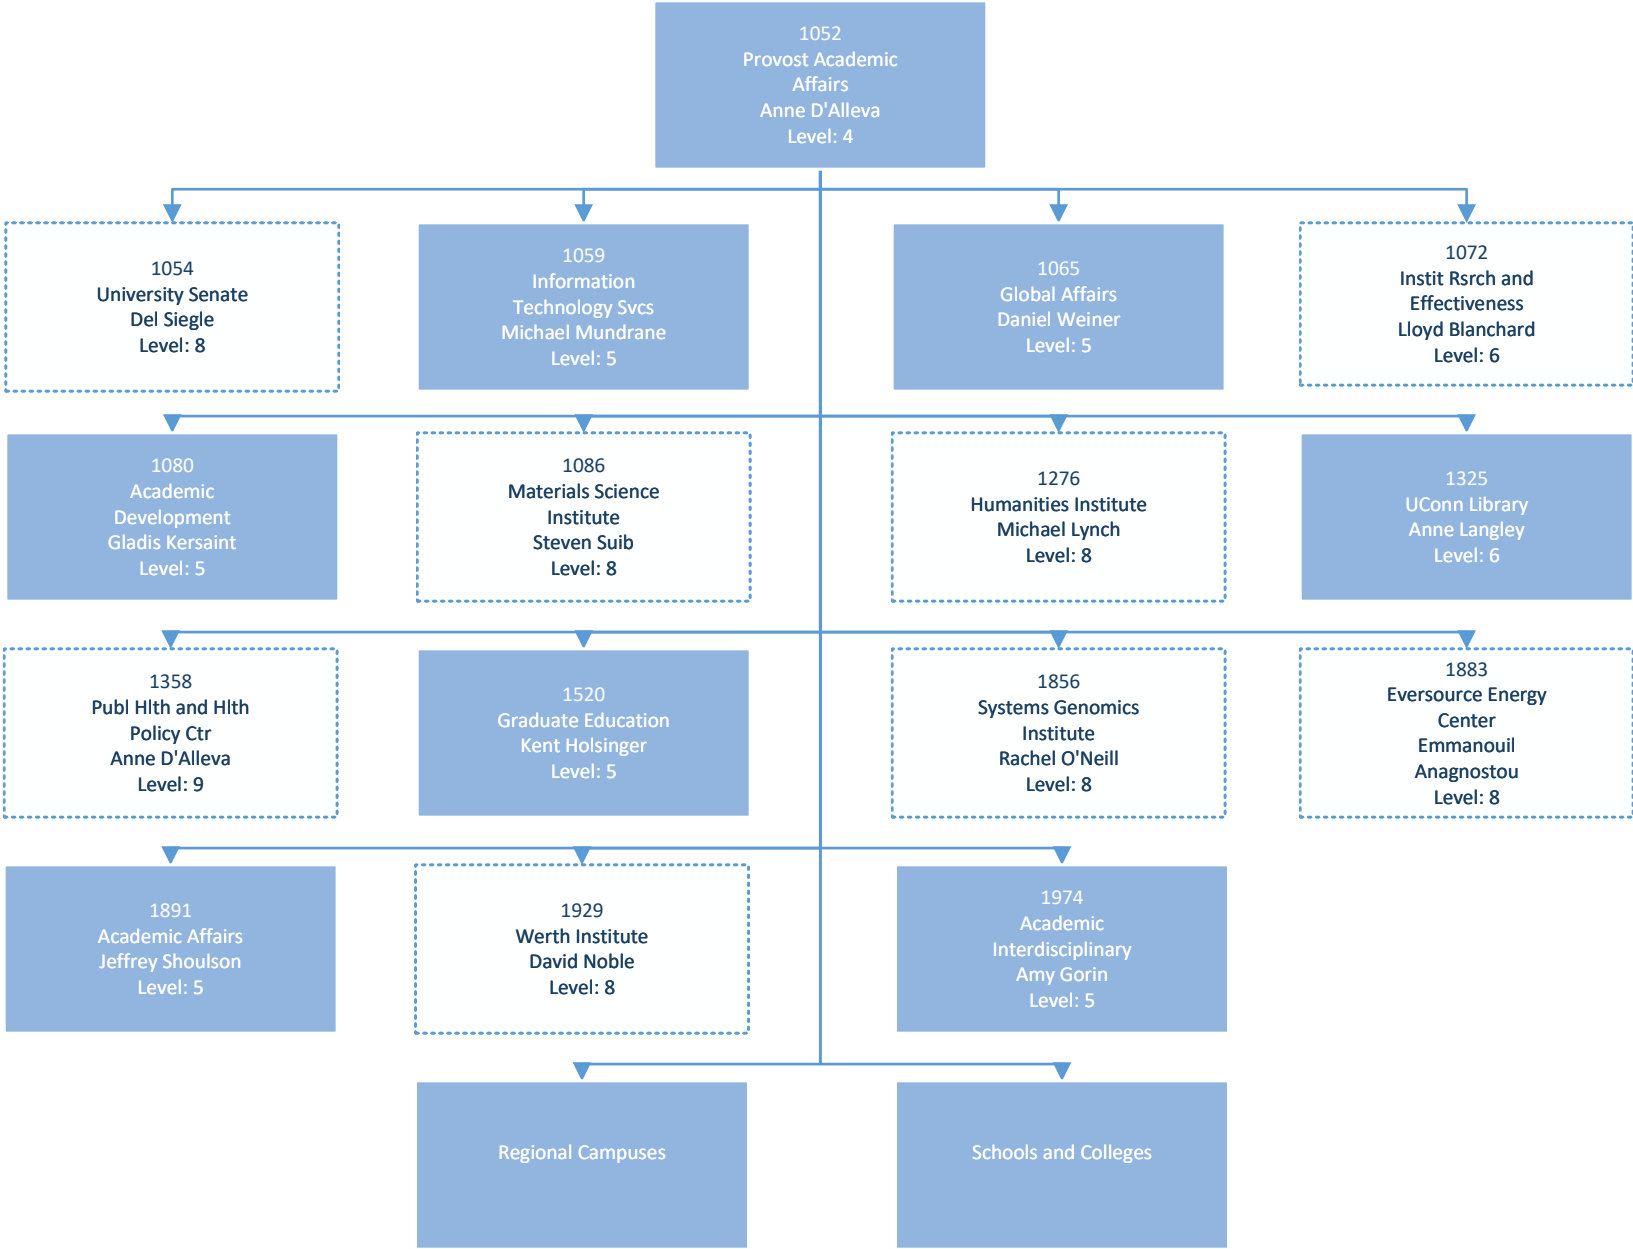 1052
Provost Academic
Affairs
Anne D'Alleva
Level: 4
1054
University Senate
Del Siegle
Level: 8
1059
Information
Technology Svcs
Michael Mundrane
Level: 5
1065
Global Affairs
Daniel Weiner
Level: 5
1072
Instit Rsrch and
Effectiveness
Lloyd Blanchard
Level: 6
1080
Academic
Development
Gladis Kersaint
Level: 5
1086
Materials Science
Institute
Steven Suib
Level: 8
1276
Humanities Institute
Michael Lynch
Level: 8
1325
UConn Library
Anne Langley
Level: 6
1358
Publ Hlth and Hlth
Policy Ctr
Anne D'Alleva
Level: 9
1520
Graduate Education
Kent Holsinger
Level: 5
1856
Systems Genomics
Institute
Rachel O'Neill
Level: 8
1883
Eversource Energy
Center
Emmanouil
Anagnostou
Level: 8
1891
Academic Affairs
Jeffrey Shoulson
Level: 5
1929
Werth Institute
David Noble
Level: 8
1974
Academic
Interdisciplinary
Amy Gorin
Level: 5
Regional Campuses
Schools and Colleges